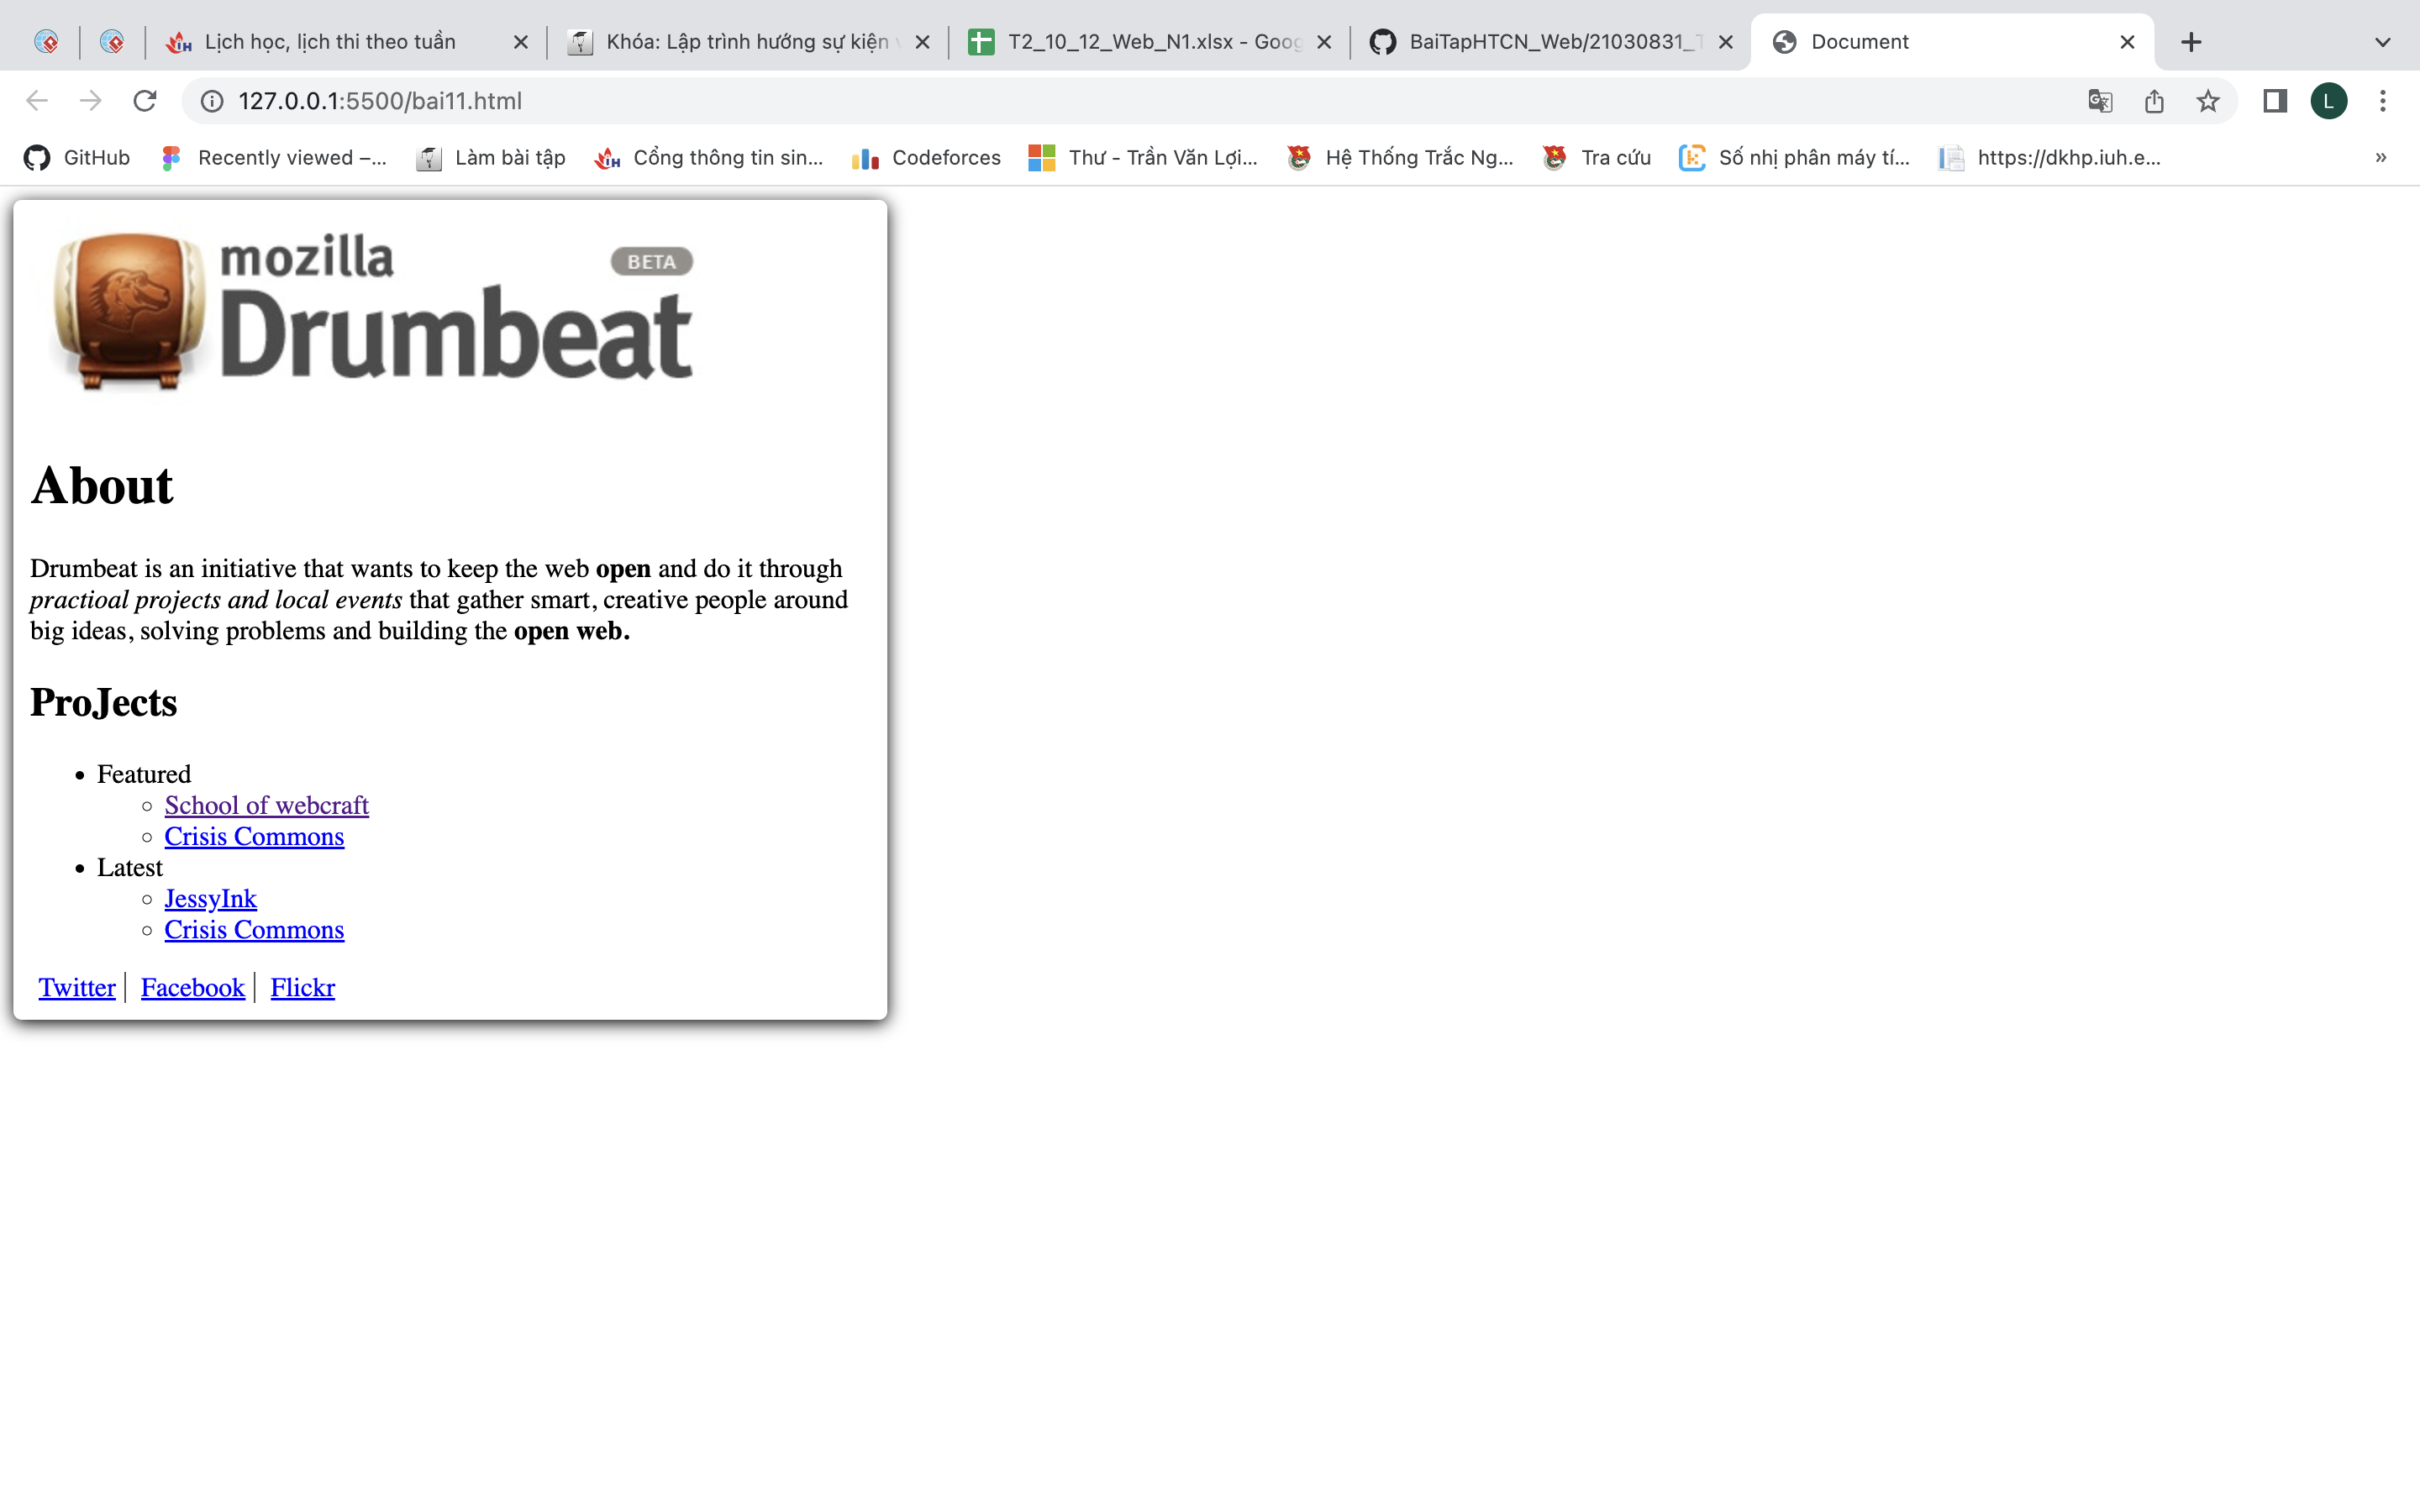 Lịch học, lịch thi theo tuần
Khóa: Lập trình hướng sự kiện
T2_10_12_Web_N1.xlsx - Goog
BaiTapHTCN_Web/21030831_T
Document
127.0.0.1:5500/bai11.html
L
GitHub
Recently viewed –...
Làm bài tập
Cổng thông tin sin...
Codeforces
Thư - Trần Văn Lợi...
Hệ Thống Trắc Ng...
Tra cứu
Số nhị phân máy tí...
https://dkhp.iuh.e...
mozilla
BETA
Drumbeat
About
Drumbeat is an initiative that wants to keep the web open and do it through
practioal projects and local events that gather smart, creative people around
big ideas, solving problems and building the open web.
ProJects
Featured
School of webcraft
Crisis Commons
Latest
JessyInk
Crisis Commons
Twitter | Facebook | Flickr